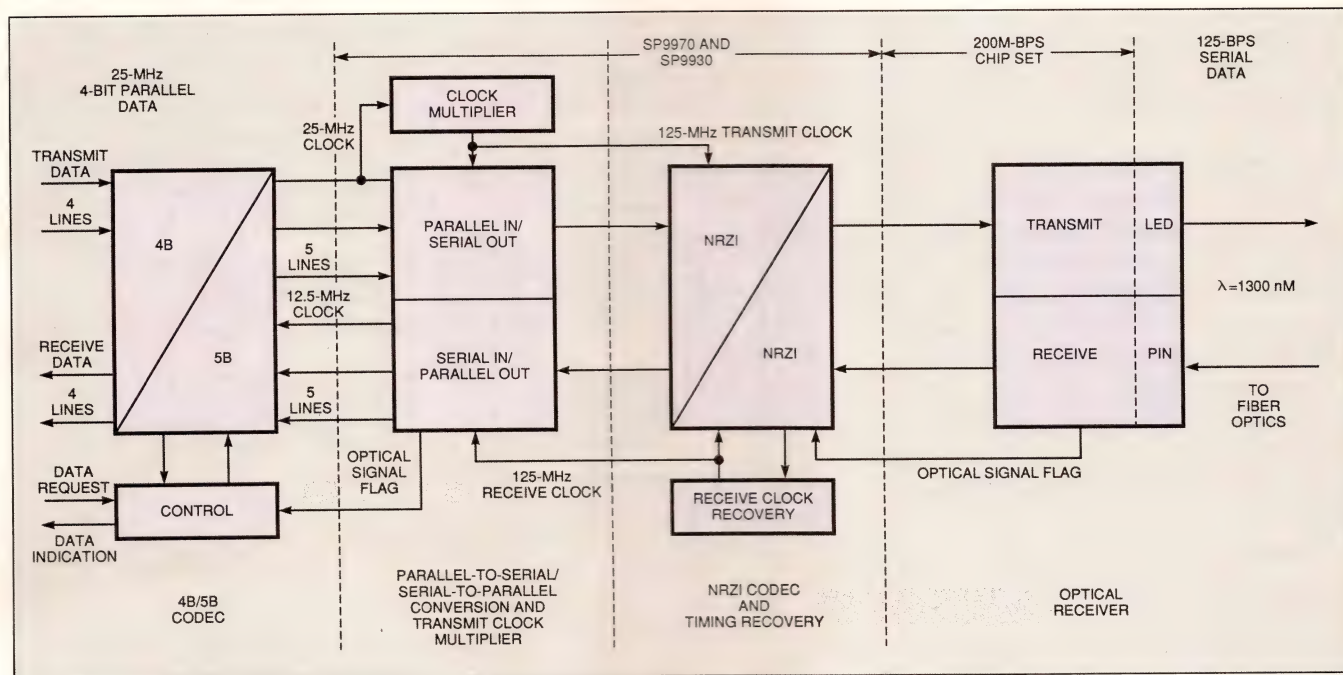 SP9970 AND
SP9930
200M-BPS
CHIP SET
125-BPS
SERIAL
DATA
25-MHz
4-BIT PARALLEL
DATA
CLOCK
MULTIPLIER
25-MHz
CLOCK
125-MHz TRANSMIT CLOCK
TRANSMIT
DATA
4
LINES
4B
5B
5
LINES
12.5-MHz
CLOCK
PARALLEL IN/
SERIAL OUT
SERIAL IN/
PARALLEL OUT
NRZI
NRZI
TRANSMIT
LED
RECEIVE
PIN
λ=1300 nM
TO
FIBER
OPTICS
RECEIVE
DATA
4
LINES
5
LINES
OPTICAL
SIGNAL
FLAG
125-MHz
RECEIVE CLOCK
OPTICAL SIGNAL FLAG
DATA
REQUEST
CONTROL
DATA
INDICATION
RECEIVE CLOCK
RECOVERY
4B/5B
CODEC
PARALLEL-TO-SERIAL/
SERIAL-TO-PARALLEL
CONVERSION AND
TRANSMIT CLOCK
MULTIPLIER
NRZI CODEC
AND
TIMING RECOVERY
OPTICAL
RECEIVER